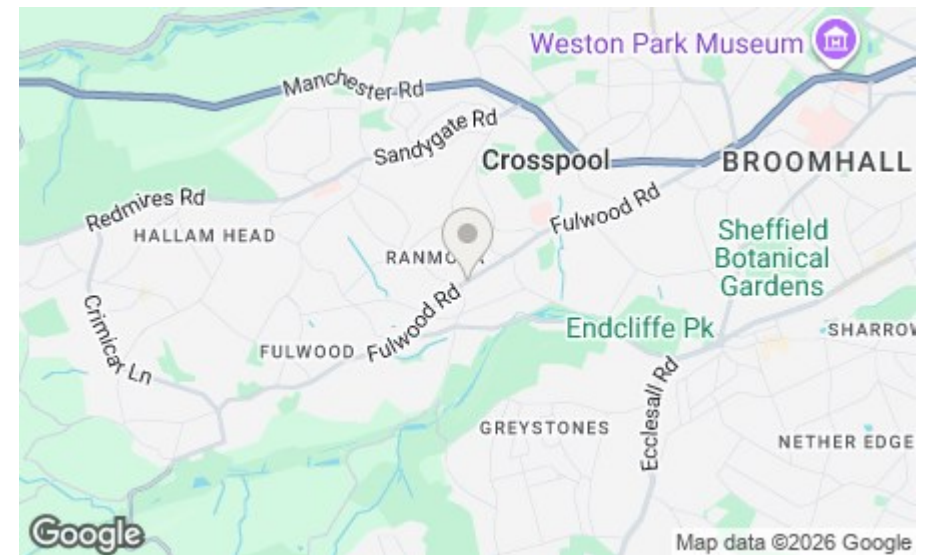 Weston Park Museum
Manchester Rd
Sandygate Rd
Crosspool
BROOMHALL
Redmires Rd
Fulwood Rd
HALLAM HEAD
Sheffield
Botanical
Gardens
Crimicar Ln
Fulwood Rd
Endcliffe Pk
SHARROW
FULWOOD
Ecclesall Rd
GREYSTONES
NETHER EDGE
Google
Map data ©2026 Google